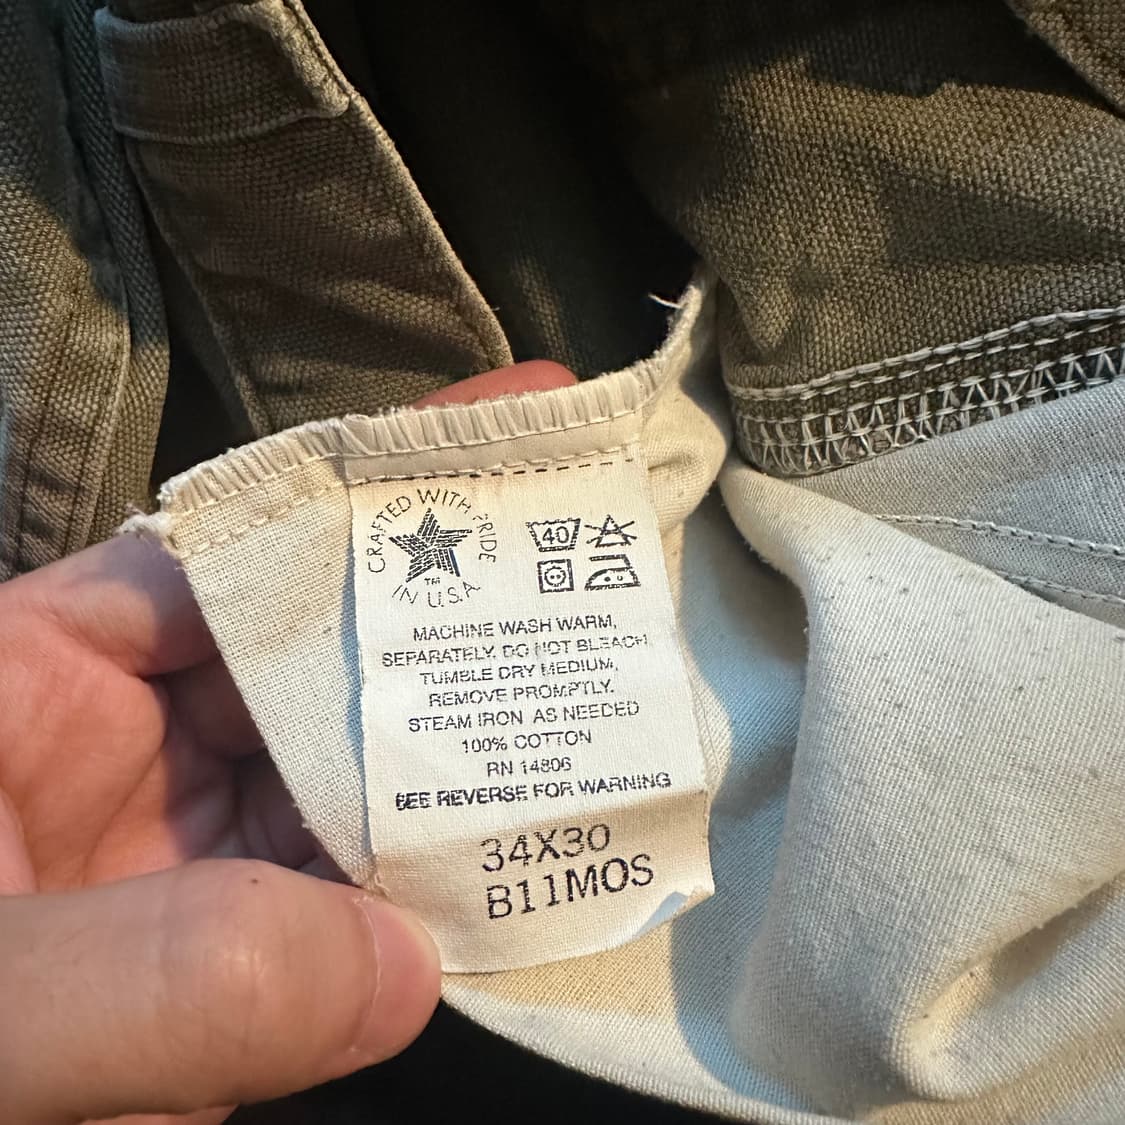 CRAFTED WITH PRIDE
TM
IN U.S.A
40
MACHINE WASH WARM,
SEPARATELY, DO NOT BLEACH
TUMBLE DRY MEDIUM,
REMOVE PROMPTLY.
STEAM IRON AS NEEDED
100% COTTON
RN 14806
SEE REVERSE FOR WARNING
34X30
B11MOS